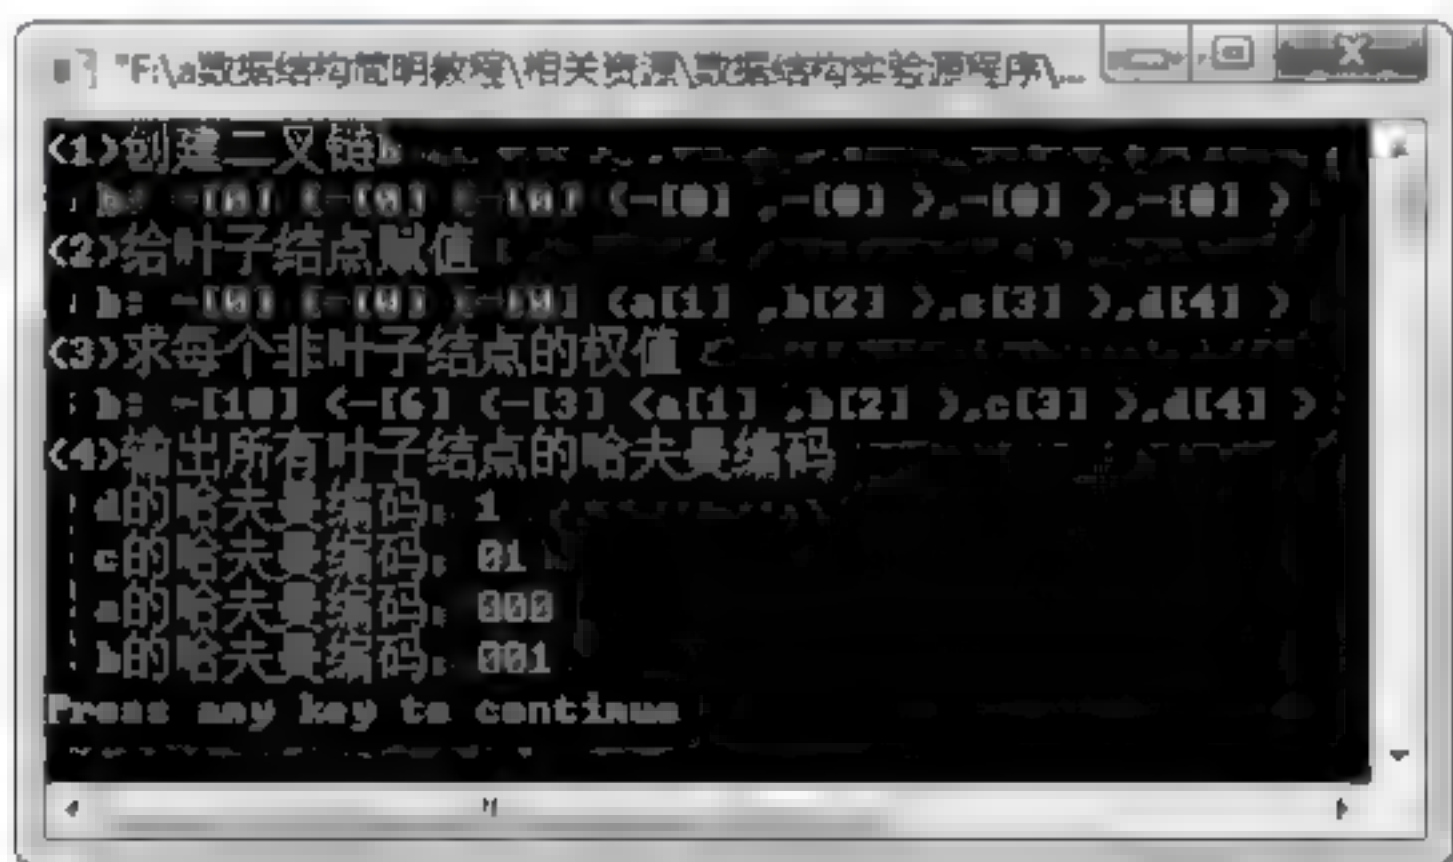 "F:\a数据结构简明教程\相关资源\数据结构实验源程序\...
(1)创建二叉链b
b: -[0] (-[0] (-[0] (-[0] ,-[0] ),-[0] ),-[0] )
(2)给叶子结点赋值
b: -[0] (-[0] (-[0] (a[1] ,b[2] ),c[3] ),d[4] )
(3)求每个非叶子结点的权值
b: -[10] (-[6] (-[3] (a[1] ,b[2] ),c[3] ),d[4] )
(4)输出所有叶子结点的哈夫曼编码
d的哈夫曼编码: 1
c的哈夫曼编码: 01
a的哈夫曼编码: 000
b的哈夫曼编码: 001
Press any key to continue